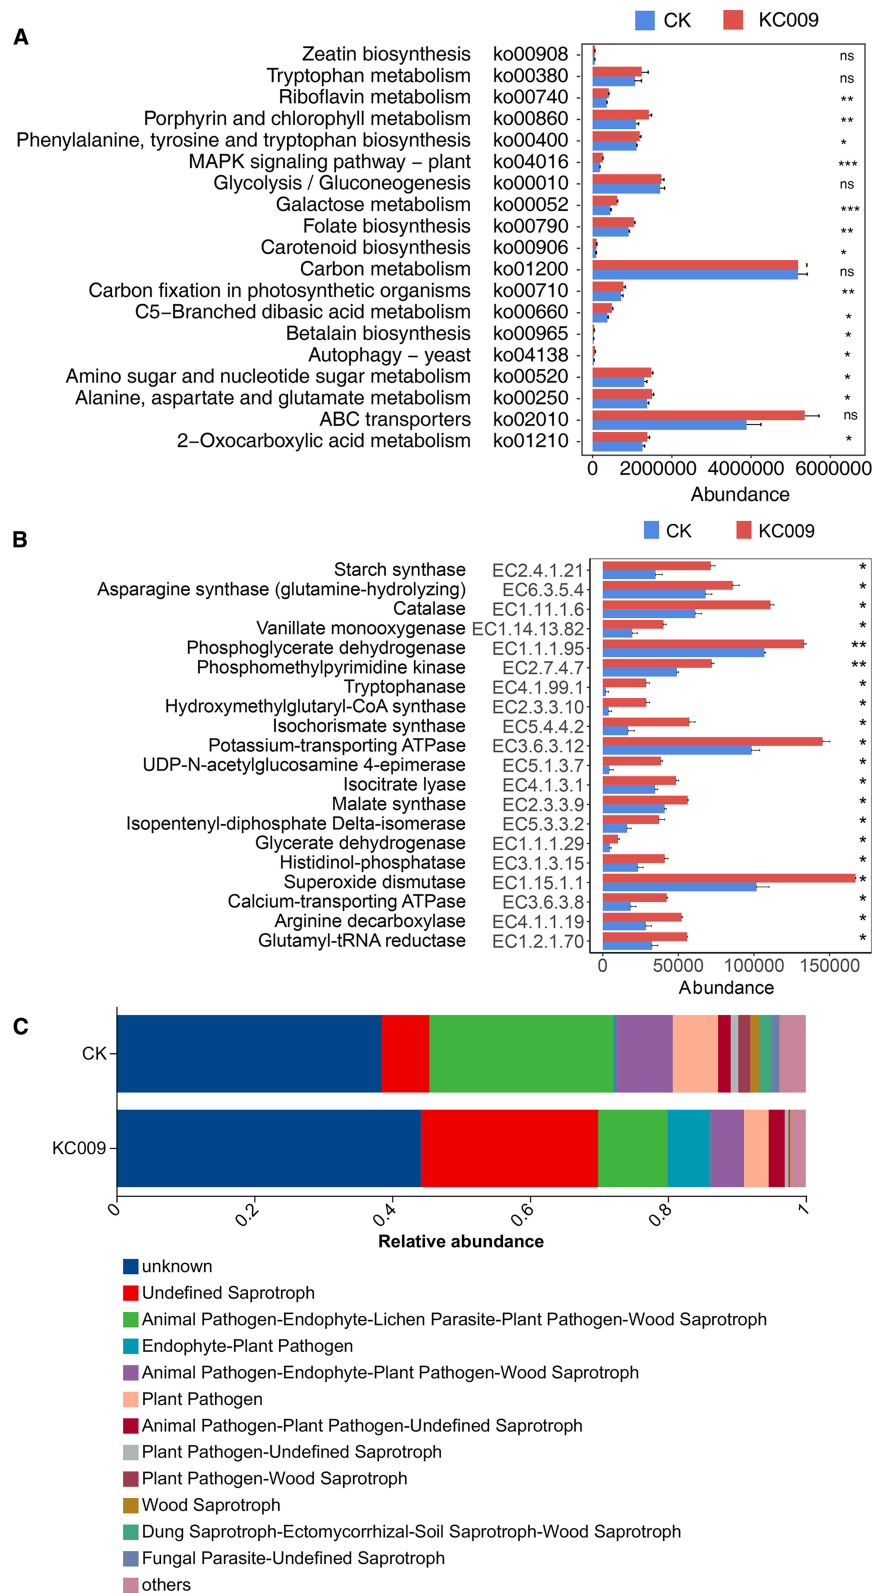 A
CK KC009
Zeatin biosynthesis ko00908 ns
Tryptophan metabolism ko00380 ns
Riboflavin metabolism ko00740 **
Porphyrin and chlorophyll metabolism ko00860 **
Phenylalanine, tyrosine and tryptophan biosynthesis ko00400 *
MAPK signaling pathway – plant ko04016 ***
Glycolysis / Gluconeogenesis ko00010 ns
Galactose metabolism ko00052 ***
Folate biosynthesis ko00790 **
Carotenoid biosynthesis ko00906 *
Carbon metabolism ko01200 ns
Carbon fixation in photosynthetic organisms ko00710 **
C5–Branched dibasic acid metabolism ko00660 *
Betalain biosynthesis ko00965 *
Autophagy – yeast ko04138 *
Amino sugar and nucleotide sugar metabolism ko00520 *
Alanine, aspartate and glutamate metabolism ko00250 *
ABC transporters ko02010 ns
2–Oxocarboxylic acid metabolism ko01210 *
0 2000000 4000000 6000000
Abundance
B
CK KC009
Starch synthase EC2.4.1.21 *
Asparagine synthase (glutamine-hydrolyzing) EC6.3.5.4 *
Catalase EC1.11.1.6 *
Vanillate monooxygenase EC1.14.13.82 *
Phosphoglycerate dehydrogenase EC1.1.1.95 **
Phosphomethylpyrimidine kinase EC2.7.4.7 **
Tryptophanase EC4.1.99.1 *
Hydroxymethylglutaryl-CoA synthase EC2.3.3.10 *
Isochorismate synthase EC5.4.4.2 *
Potassium-transporting ATPase EC3.6.3.12 *
UDP-N-acetylglucosamine 4-epimerase EC5.1.3.7 *
Isocitrate lyase EC4.1.3.1 *
Malate synthase EC2.3.3.9 *
Isopentenyl-diphosphate Delta-isomerase EC5.3.3.2 *
Glycerate dehydrogenase EC1.1.1.29 *
Histidinol-phosphatase EC3.1.3.15 *
Superoxide dismutase EC1.15.1.1 *
Calcium-transporting ATPase EC3.6.3.8 *
Arginine decarboxylase EC4.1.1.19 *
Glutamyl-tRNA reductase EC1.2.1.70 *
0 50000 100000 150000
Abundance
C
CK
KC009
0 0.2 0.4 0.6 0.8 1
Relative abundance
unknown
Undefined Saprotroph
Animal Pathogen-Endophyte-Lichen Parasite-Plant Pathogen-Wood Saprotroph
Endophyte-Plant Pathogen
Animal Pathogen-Endophyte-Plant Pathogen-Wood Saprotroph
Plant Pathogen
Animal Pathogen-Plant Pathogen-Undefined Saprotroph
Plant Pathogen-Undefined Saprotroph
Plant Pathogen-Wood Saprotroph
Wood Saprotroph
Dung Saprotroph-Ectomycorrhizal-Soil Saprotroph-Wood Saprotroph
Fungal Parasite-Undefined Saprotroph
others